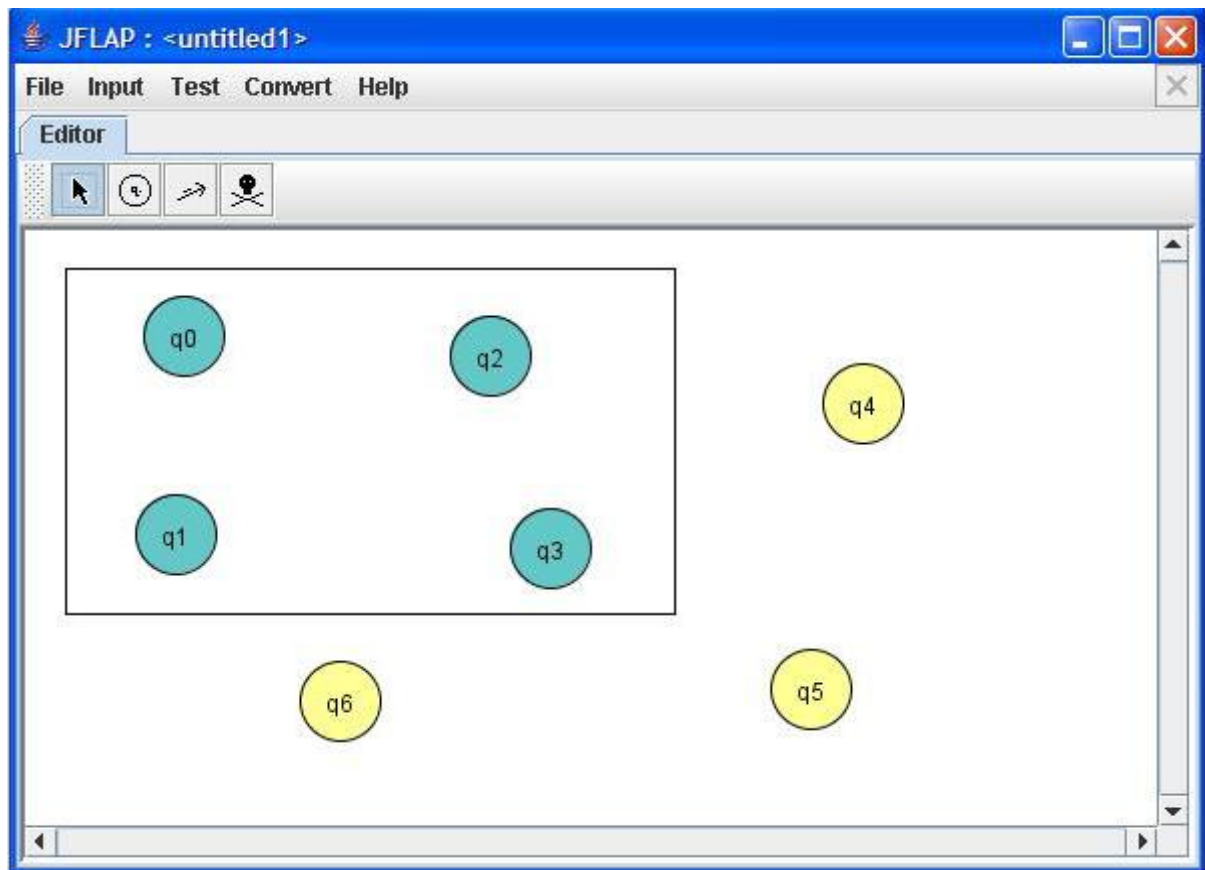 JFLAP : <untitled1>
File Input Test Convert Help
Editor
q
q0
q2
q4
q1
q3
q6
q5